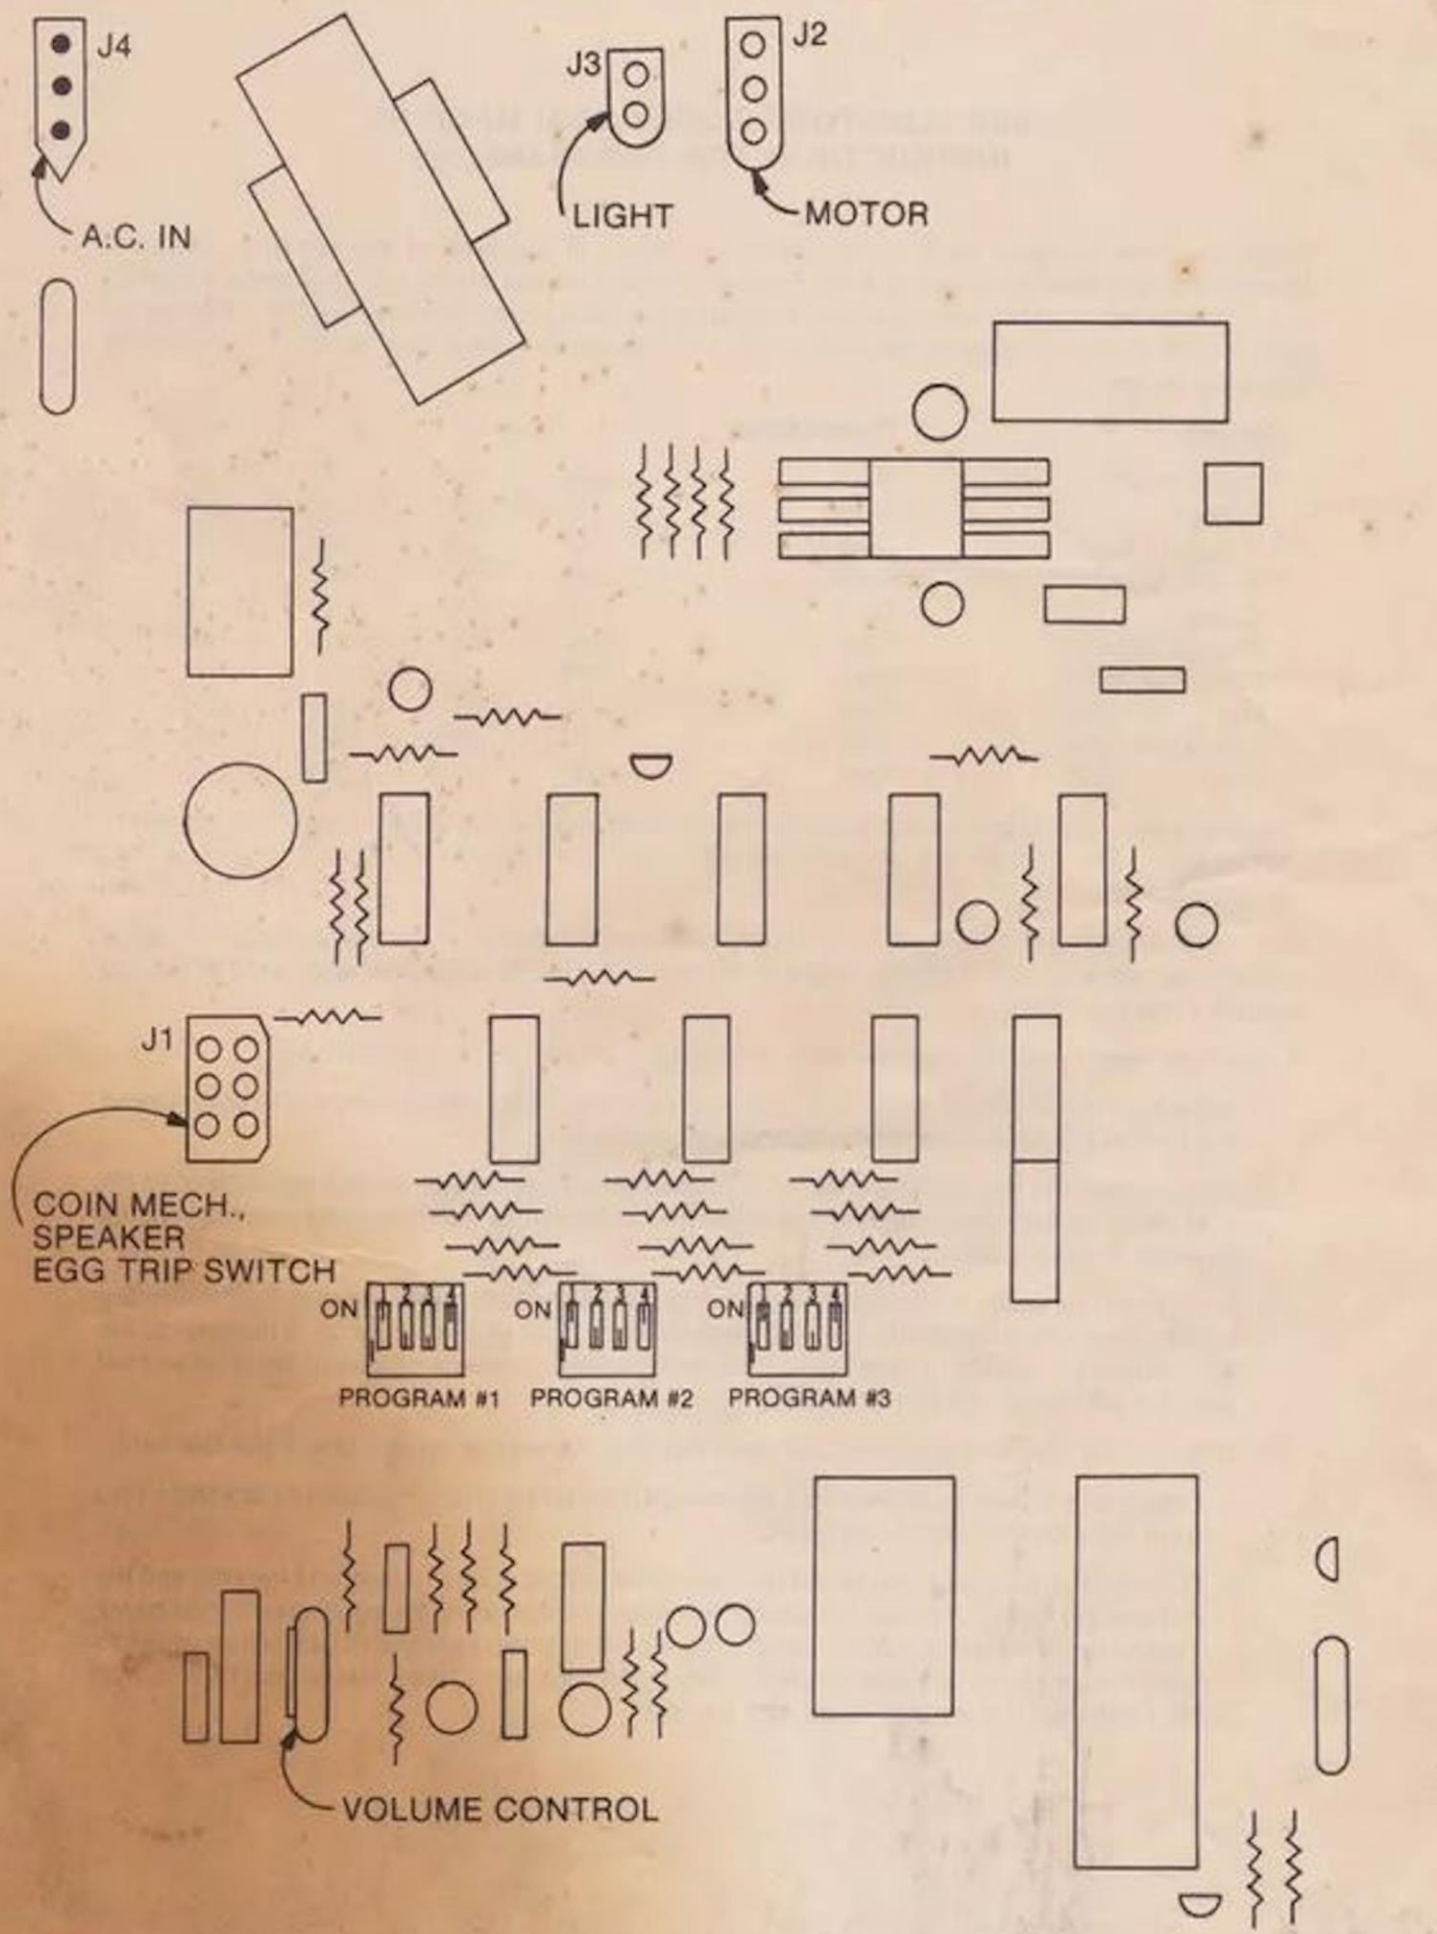 J4
J3
J2
LIGHT
MOTOR
A.C. IN
J1
COIN MECH.,
SPEAKER
EGG TRIP SWITCH
ON 1 2 3 4
ON 1 2 3 4
ON 1 2 3 4
PROGRAM #1
PROGRAM #2
PROGRAM #3
VOLUME CONTROL